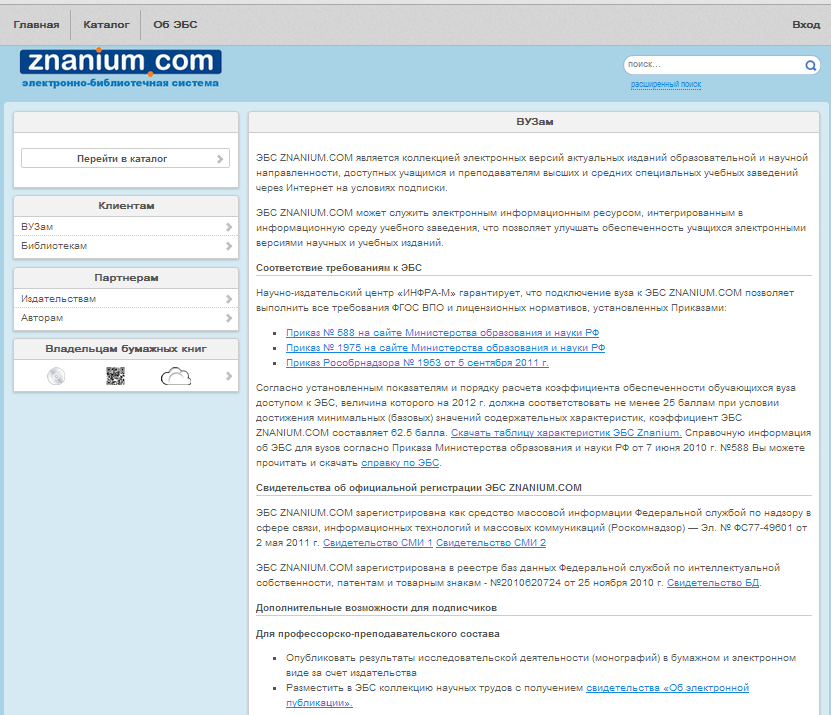 Главная
Каталог
Об ЭБС
Вход
znanium.com
электронно-библиотечная система
поиск...
расширенный поиск
Перейти в каталог
Клиентам
ВУЗам
Библиотекам
Партнерам
Издательствам
Авторам
Владельцам бумажных книг
ВУЗам
ЭБС ZNANIUM.COM является коллекцией электронных версий актуальных изданий образовательной и научной
направленности, доступных учащимся и преподавателям высших и средних специальных учебных заведений
через Интернет на условиях подписки.
ЭБС ZNANIUM.COM может служить электронным информационным ресурсом, интегрированным в
информационную среду учебного заведения, что позволяет улучшать обеспеченность учащихся электронными
версиями научных и учебных изданий.
Соответствие требованиям к ЭБС
Научно-издательский центр «ИНФРА-М» гарантирует, что подключение вуза к ЭБС ZNANIUM.COM позволяет
выполнить все требования ФГОС ВПО и лицензионных нормативов, установленных Приказами:
Приказ № 588 на сайте Министерства образования и науки РФ
Приказ № 1975 на сайте Министерства образования и науки РФ
Приказ Рособрнадзора № 1953 от 5 сентября 2011 г.
Согласно установленным показателям и порядку расчета коэффициента обеспеченности обучающихся вуза
доступом к ЭБС, величина которого на 2012 г. должна соответствовать не менее 25 баллам при условии
достижения минимальных (базовых) значений содержательных характеристик, коэффициент ЭБС
ZNANIUM.COM составляет 62.5 балла. Скачать таблицу характеристик ЭБС Znanium. Справочную информация
об ЭБС для вузов согласно Приказа Министерства образования и науки РФ от 7 июня 2010 г. №588 Вы можете
прочитать и скачать справку по ЭБС.
Свидетельства об официальной регистрации ЭБС ZNANIUM.COM
ЭБС ZNANIUM.COM зарегистрирована как средство массовой информации Федеральной службой по надзору в
сфере связи, информационных технологий и массовых коммуникаций (Роскомнадзор) — Эл. № ФС77-49601 от
2 мая 2011 г. Свидетельство СМИ 1 Свидетельство СМИ 2
ЭБС ZNANIUM.COM зарегистрирована в реестре баз данных Федеральной службой по интеллектуальной
собственности, патентам и товарным знакам - №2010620724 от 25 ноября 2010 г. Свидетельство БД.
Дополнительные возможности для подписчиков
Для профессорско-преподавательского состава
Опубликовать результаты исследовательской деятельности (монографий) в бумажном и электронном
виде за счет издательства
Разместить в ЭБС коллекцию научных трудов с получением свидетельства «Об электронной
публикации».